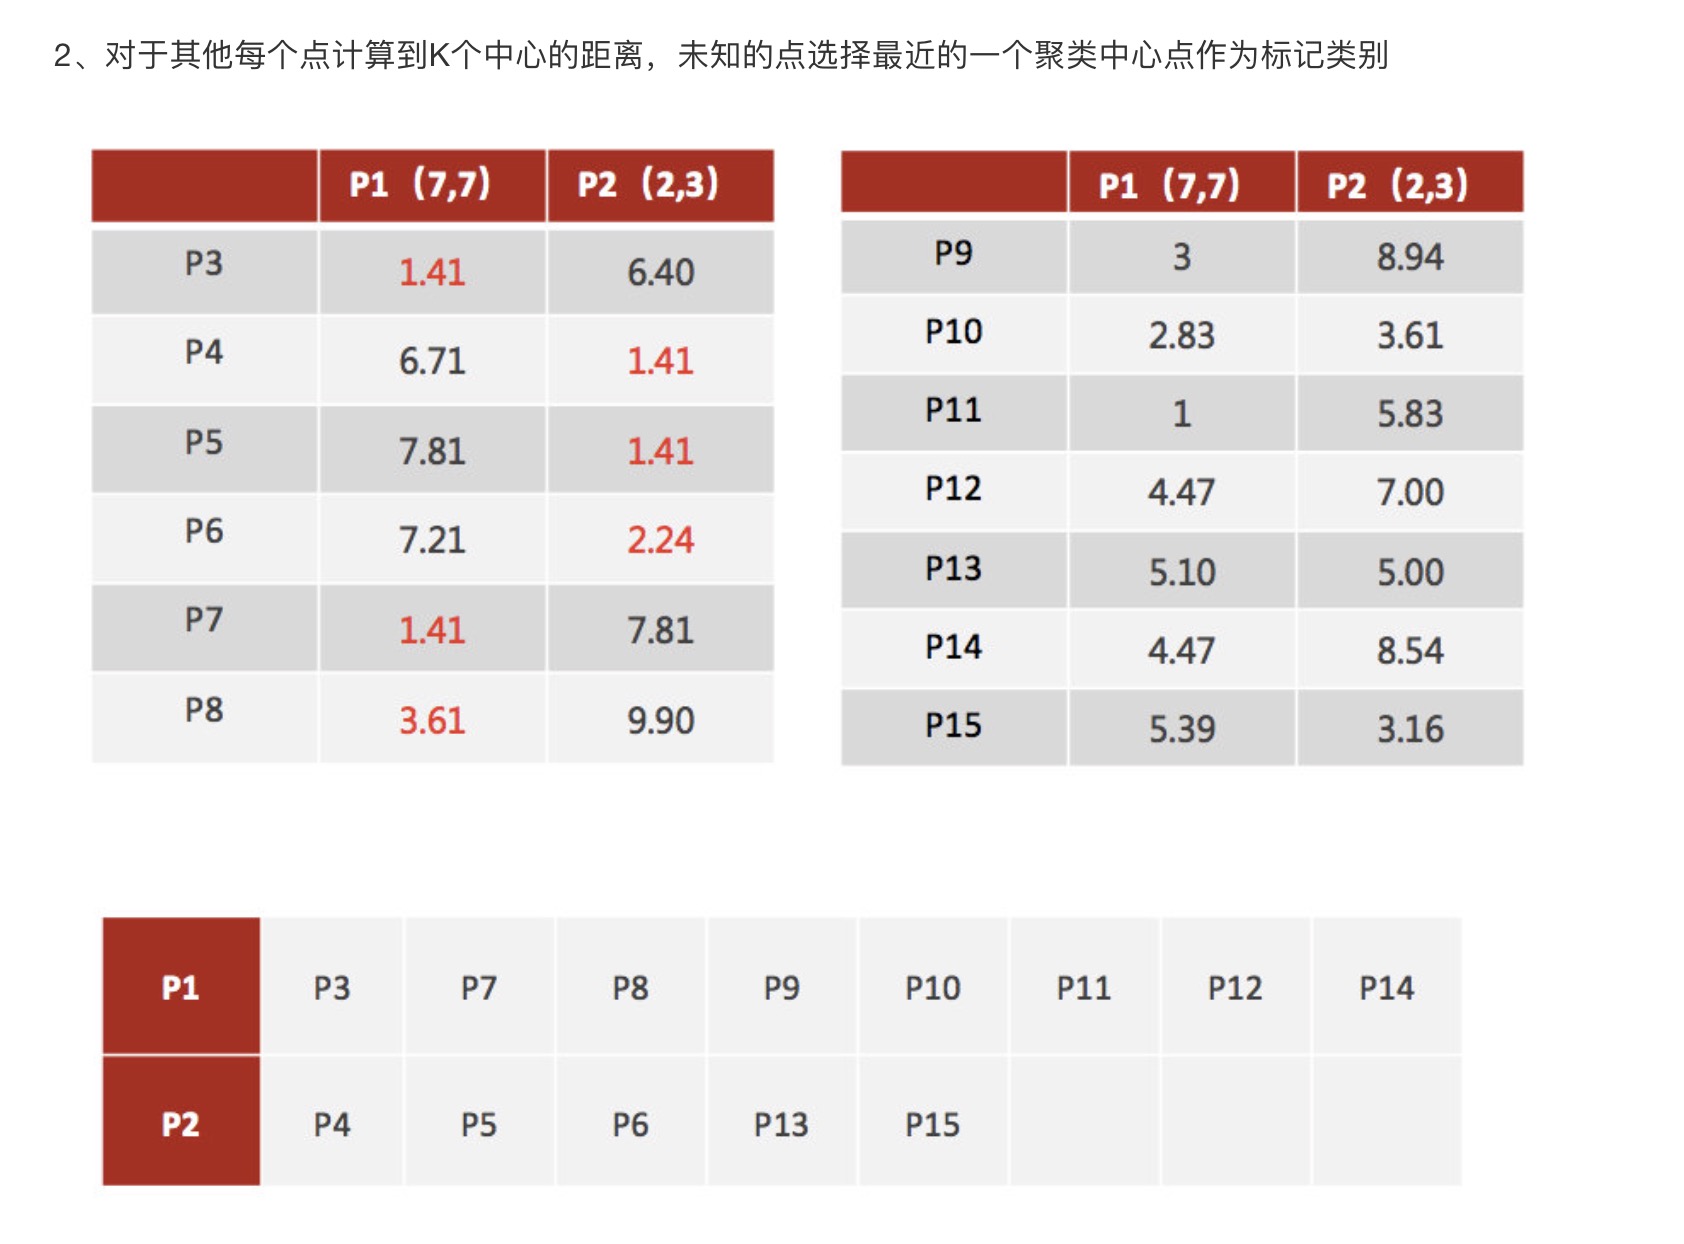 2、对于其他每个点计算到K个中心的距离，未知的点选择最近的一个聚类中心点作为标记类别
P1（7,7） P2（2,3）
P3 1.41 6.40
P4 6.71 1.41
P5 7.81 1.41
P6 7.21 2.24
P7 1.41 7.81
P8 3.61 9.90
P1（7,7） P2（2,3）
P9 3 8.94
P10 2.83 3.61
P11 1 5.83
P12 4.47 7.00
P13 5.10 5.00
P14 4.47 8.54
P15 5.39 3.16
P1 P3 P7 P8 P9 P10 P11 P12 P14
P2 P4 P5 P6 P13 P15